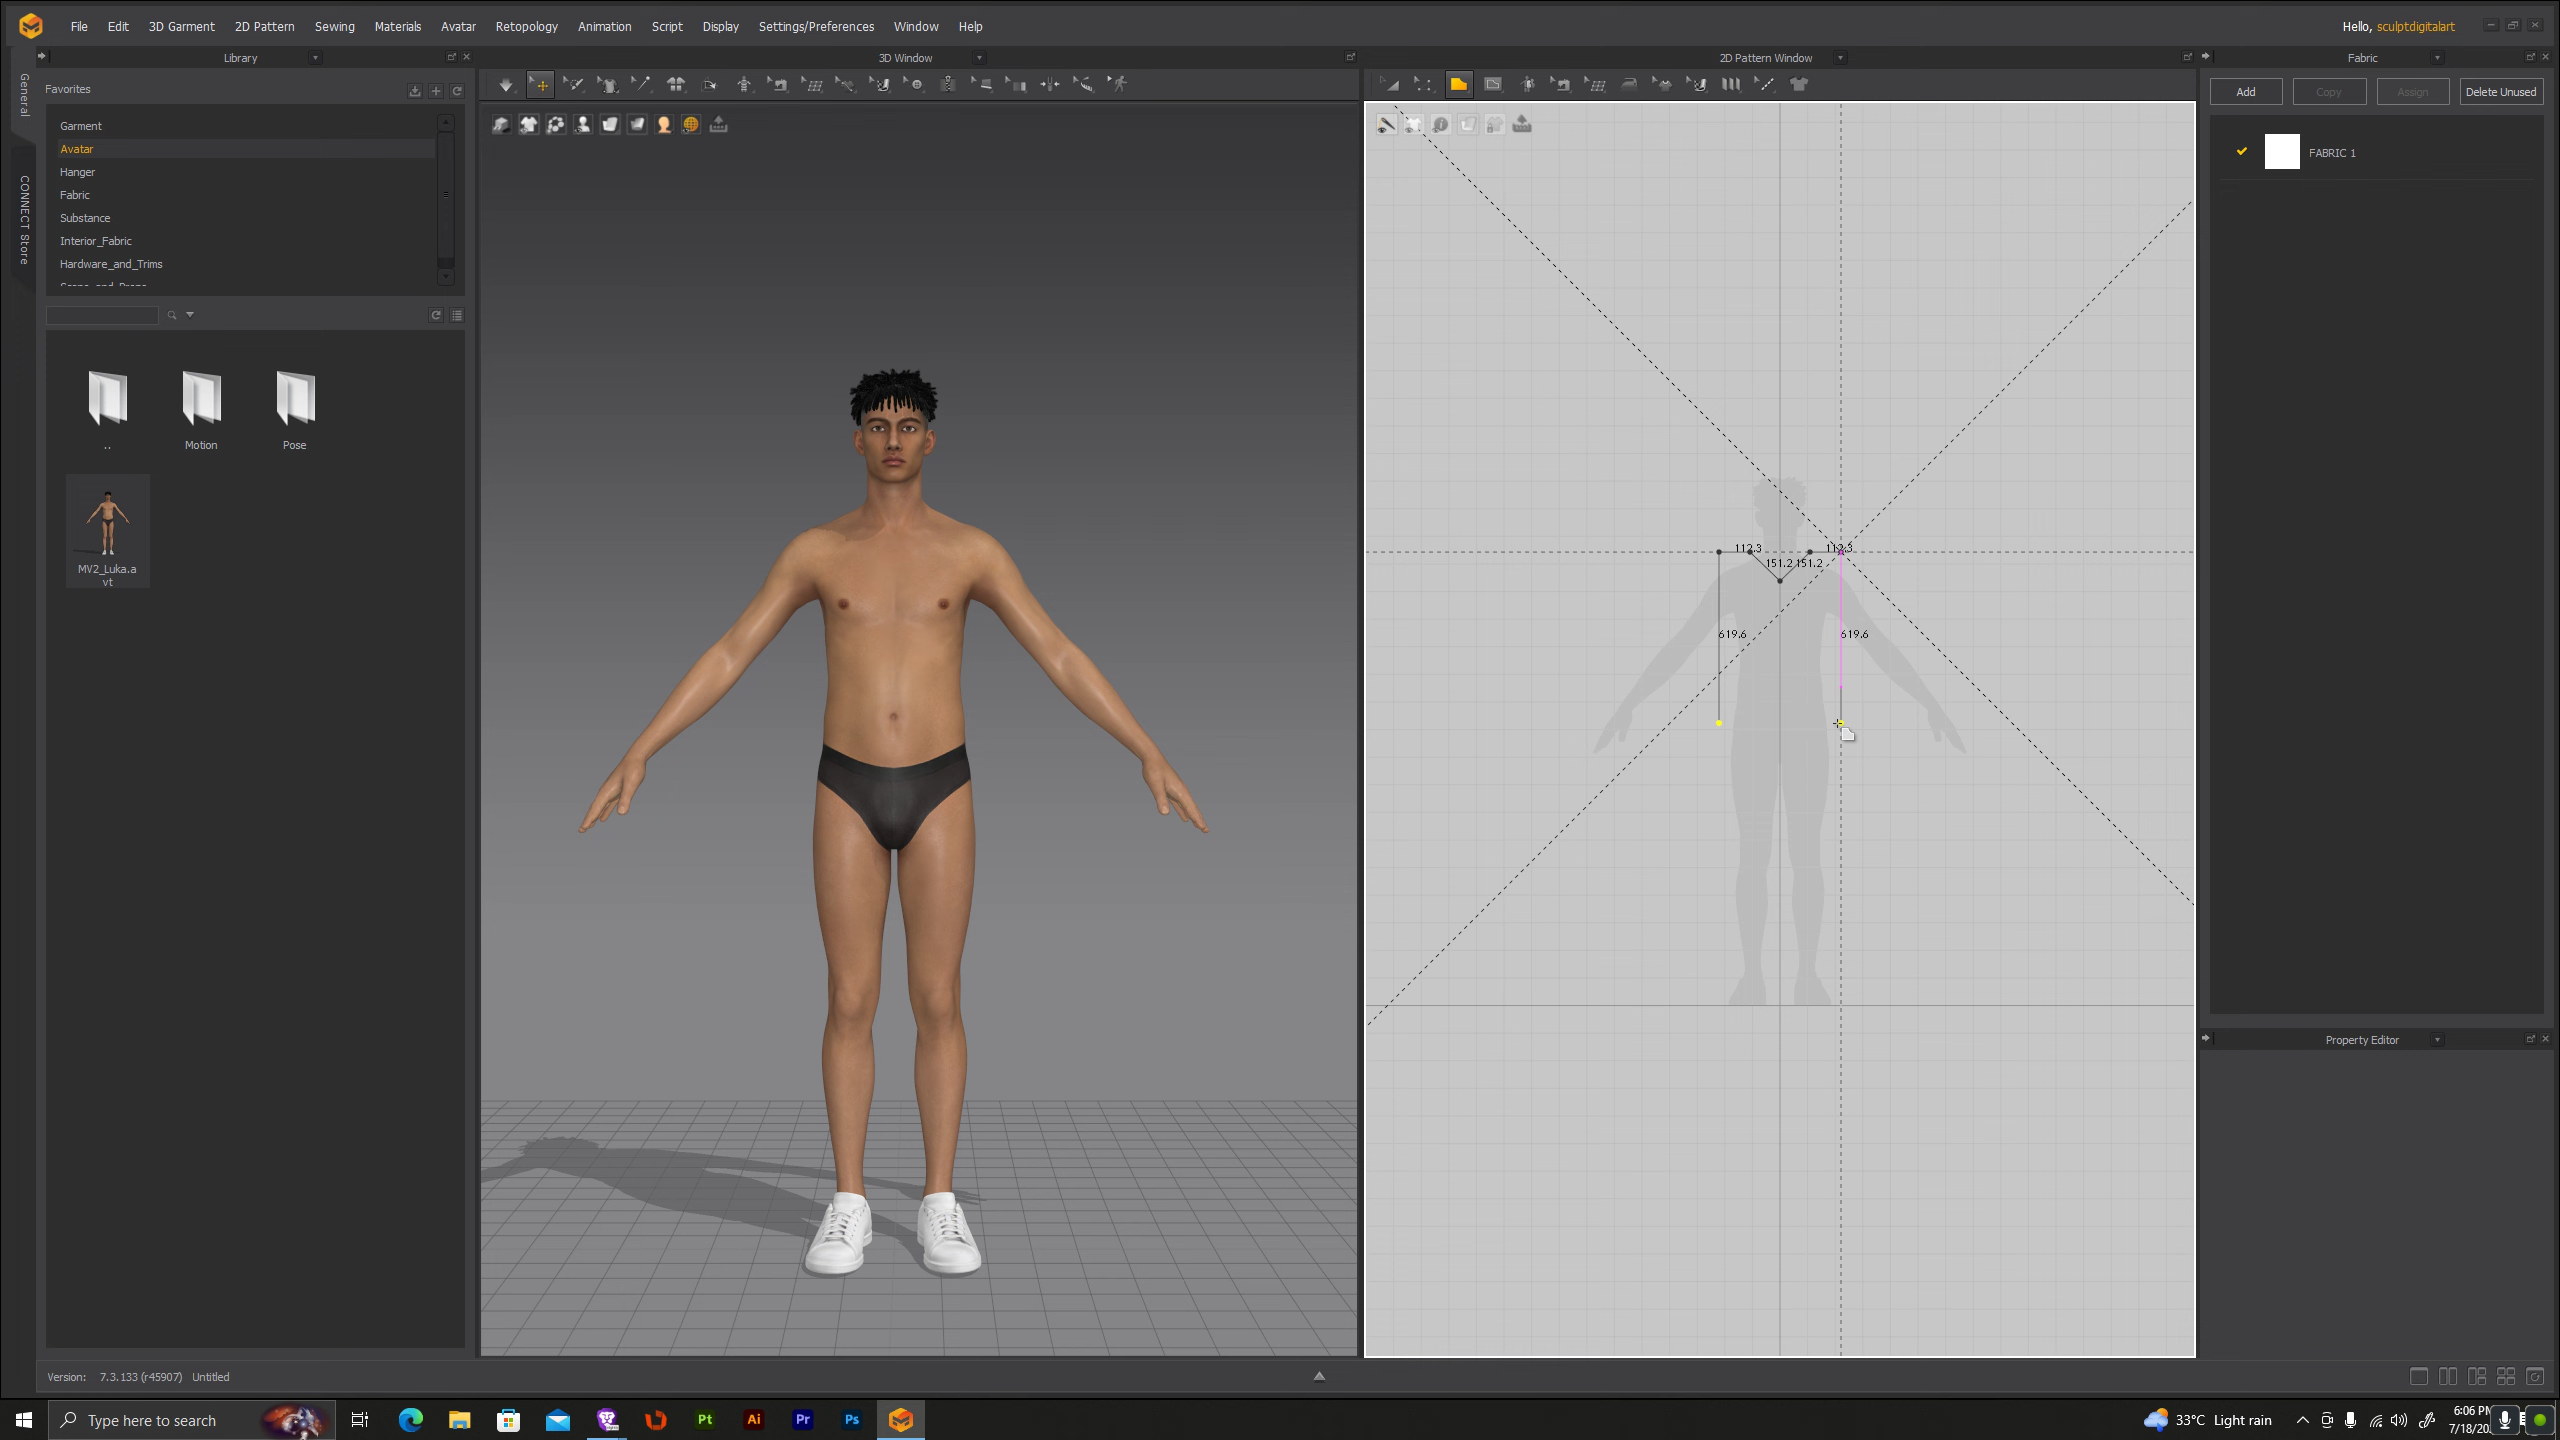 File Edit 3D Garment 2D Pattern Sewing Materials Avatar Retopology Animation Script Display Settings/Preferences Window Help
Hello, sculptdigitalart
Library
3D Window
2D Pattern Window
Fabric
General
CONNECT Store
Favorites
Garment
Avatar
Hanger
Fabric
Substance
Interior_Fabric
Hardware_and_Trims
..
Motion
Pose
MV2_Luka.a
vt
112.3
112.3
151.2 151.2
619.6
619.6
Add
Copy
Assign
Delete Unused
FABRIC 1
Property Editor
Version: 7.3.133 (r45907) Untitled
Type here to search
Pt
Ai
Pr
Ps
33°C Light rain
6:06
7/18/20